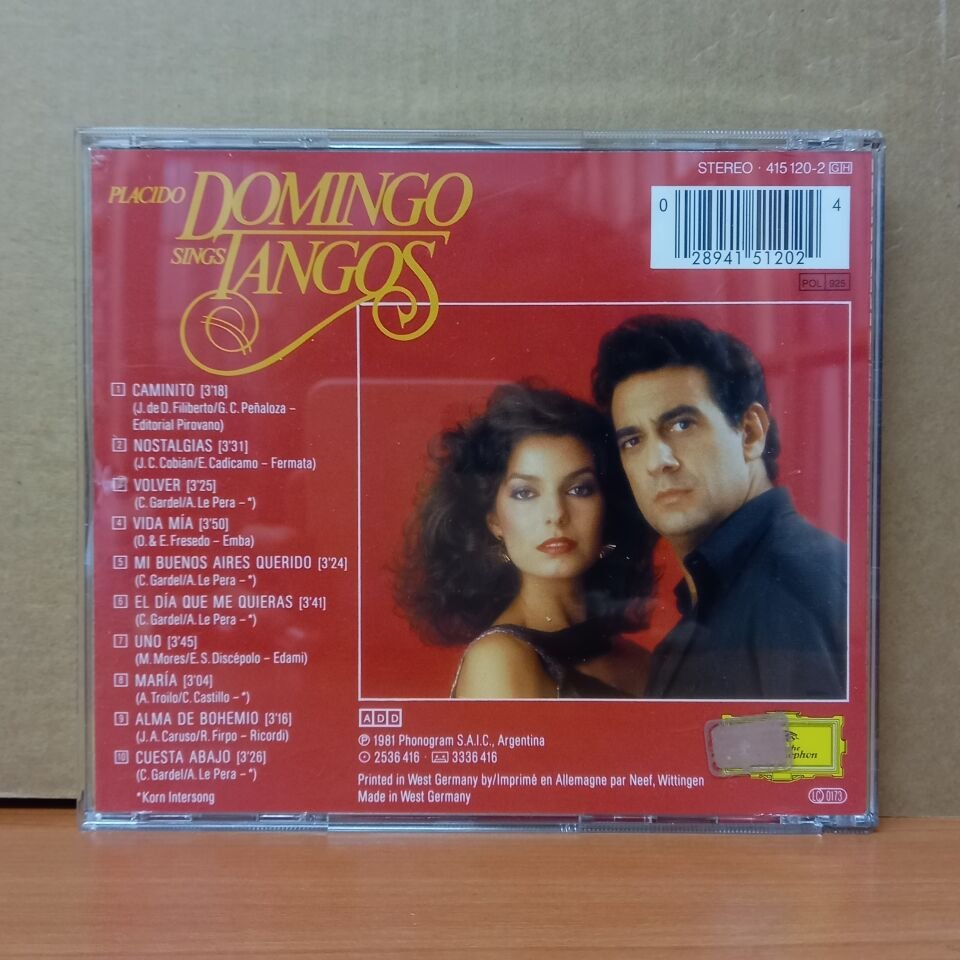 PLACIDO DOMINGO
SINGS TANGOS
STEREO · 415 120-2 GH
0 28941 51202 4
POL 925
1 CAMINITO [3'18]
(J. de D. Filiberto/G. C. Peñaloza –
Editorial Pirovano)
2 NOSTALGIAS [3'31]
(J. C. Cobián/E. Cadícamo – Fermata)
3 VOLVER [3'25]
(C. Gardel/A. Le Pera – *)
4 VIDA MÍA [3'50]
(O. & E. Fresedo – Emba)
5 MI BUENOS AIRES QUERIDO [3'24]
(C. Gardel/A. Le Pera – *)
6 EL DÍA QUE ME QUIERAS [3'41]
(C. Gardel/A. Le Pera – *)
7 UNO [3'45]
(M. Mores/E. S. Discépolo – Edami)
8 MARÍA [3'04]
(A. Troilo/C. Castillo – *)
9 ALMA DE BOHEMIO [3'16]
(J. A. Caruso/R. Firpo – Ricordi)
10 CUESTA ABAJO [3'26]
(C. Gardel/A. Le Pera – *)
*Korn Intersong
ADD
℗ 1981 Phonogram S.A.I.C., Argentina
2536 416 · 3336 416
Printed in West Germany by/Imprimé en Allemagne par Neef, Wittingen
Made in West Germany
LC 0173